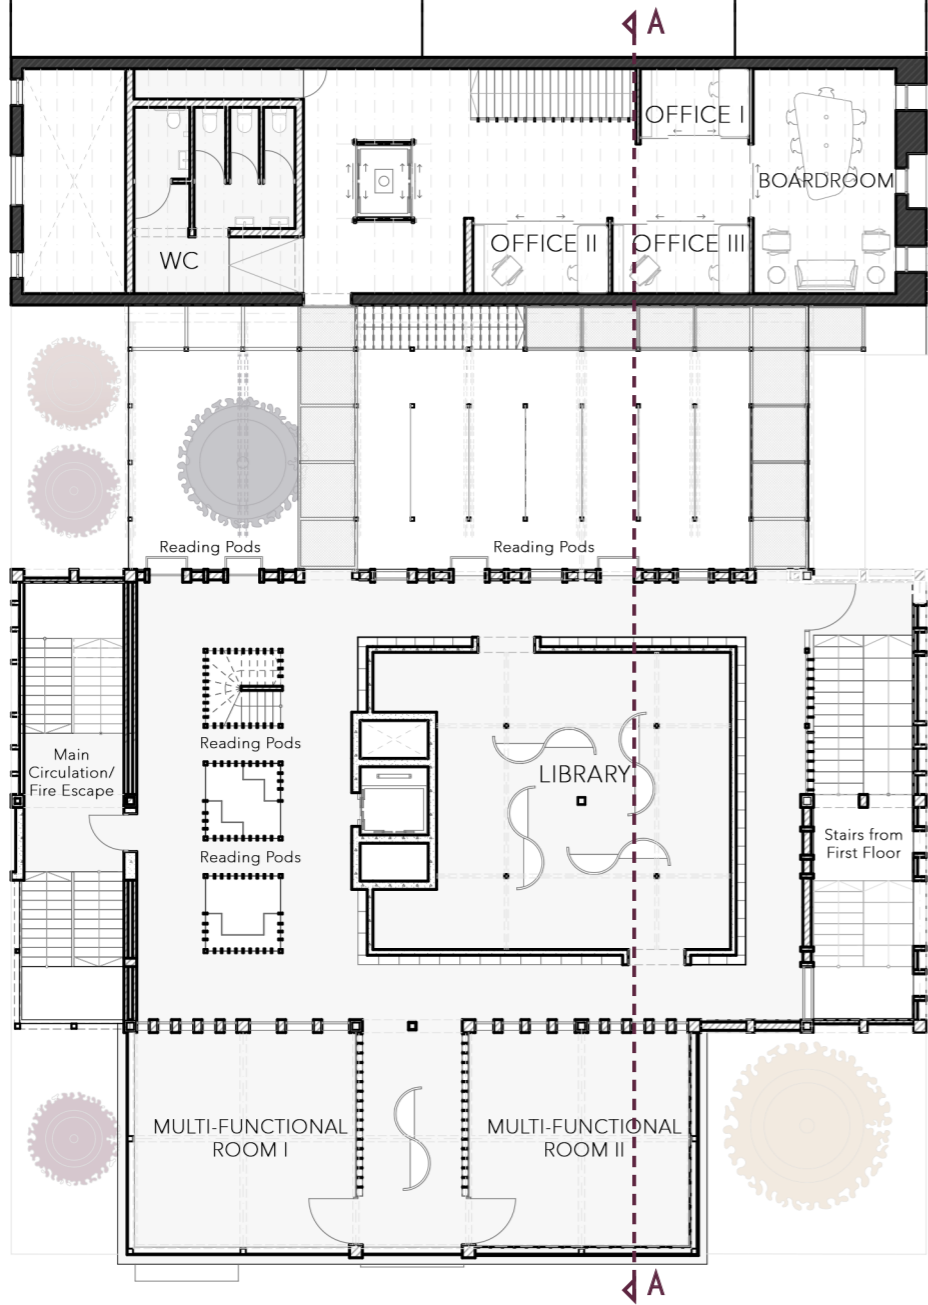 A
OFFICE I
BOARDROOM
OFFICE II
OFFICE III
WC
Reading Pods
Reading Pods
Reading Pods
Main
Circulation/
Fire Escape
LIBRARY
Reading Pods
Stairs from
First Floor
MULTI-FUNCTIONAL
ROOM I
MULTI-FUNCTIONAL
ROOM II
A